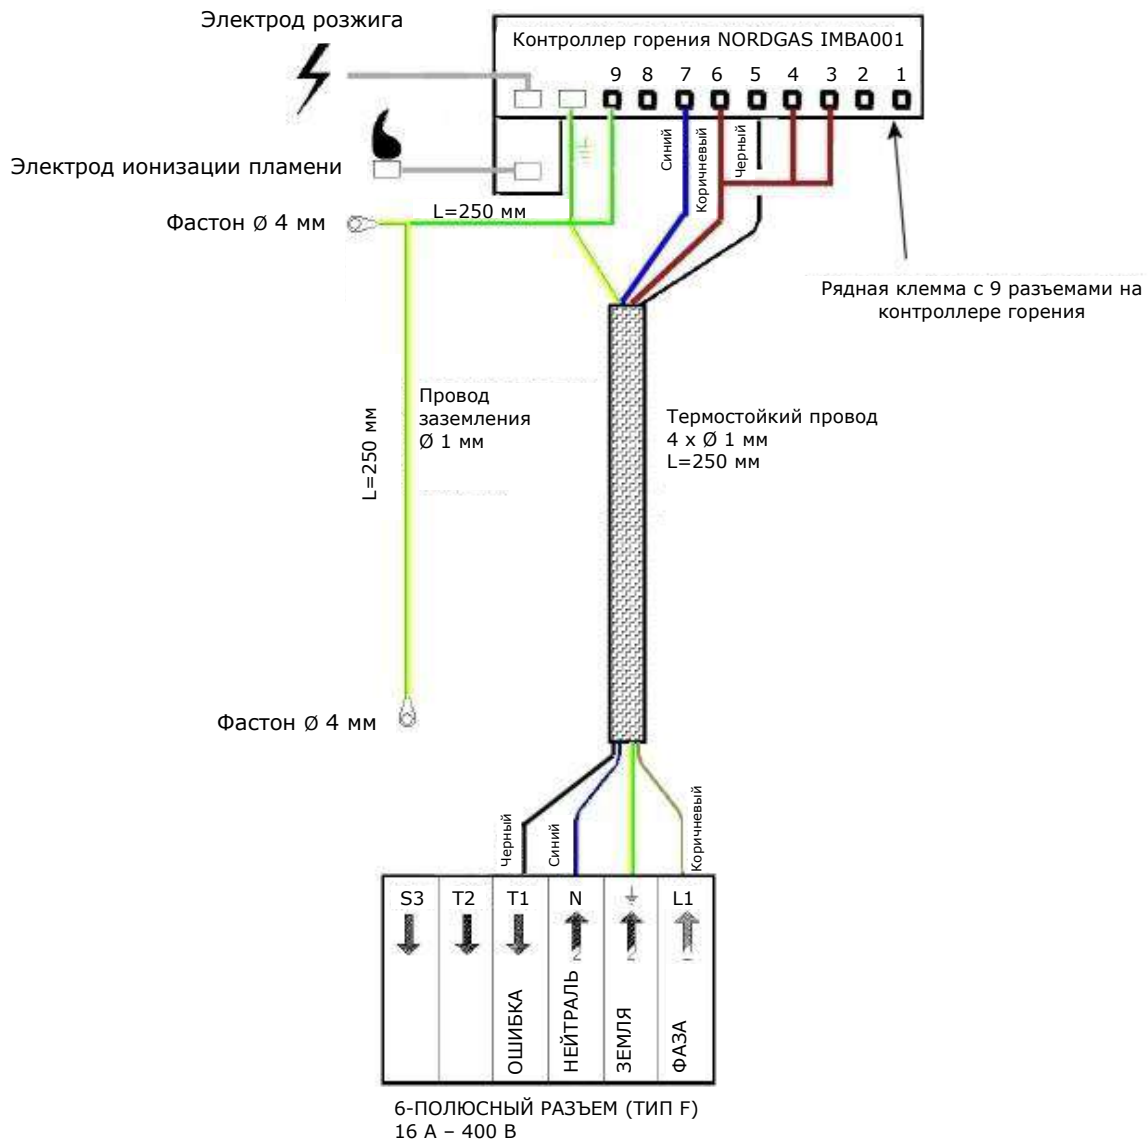 Электрод розжига
Контроллер горения NORDGAS IMBA001
9 8 7 6 5 4 3 2 1
Синий
Коричневый
Черный
Электрод ионизации пламени
L=250 мм
Фастон Ø 4 мм
Рядная клемма с 9 разъемами на
контроллере горения
Провод
заземления
Ø 1 мм
L=250 мм
Термостойкий провод
4 x Ø 1 мм
L=250 мм
Фастон Ø 4 мм
Черный
Синий
Коричневый
S3 T2 T1 N L1
ОШИБКА
НЕЙТРАЛЬ
ЗЕМЛЯ
ФАЗА
6-ПОЛЮСНЫЙ РАЗЪЕМ (ТИП F)
16 А – 400 В